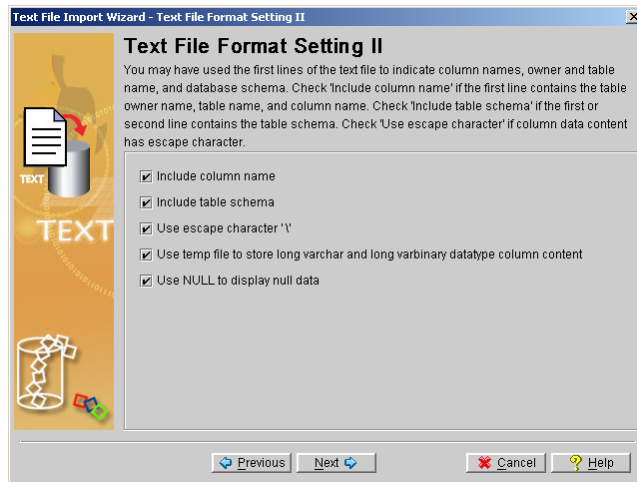 Text File Import Wizard - Text File Format Setting II
Text File Format Setting II
You may have used the first lines of the text file to indicate column names, owner and table
name, and database schema. Check 'Include column name' if the first line contains the table
owner name, table name, and column name. Check 'Include table schema' if the first or
second line contains the table schema. Check 'Use escape character' if column data content
has escape character.
Include column name
Include table schema
Use escape character '\'
Use temp file to store long varchar and long varbinary datatype column content
Use NULL to display null data
TEXT
TEXT
Previous
Next
Cancel
Help